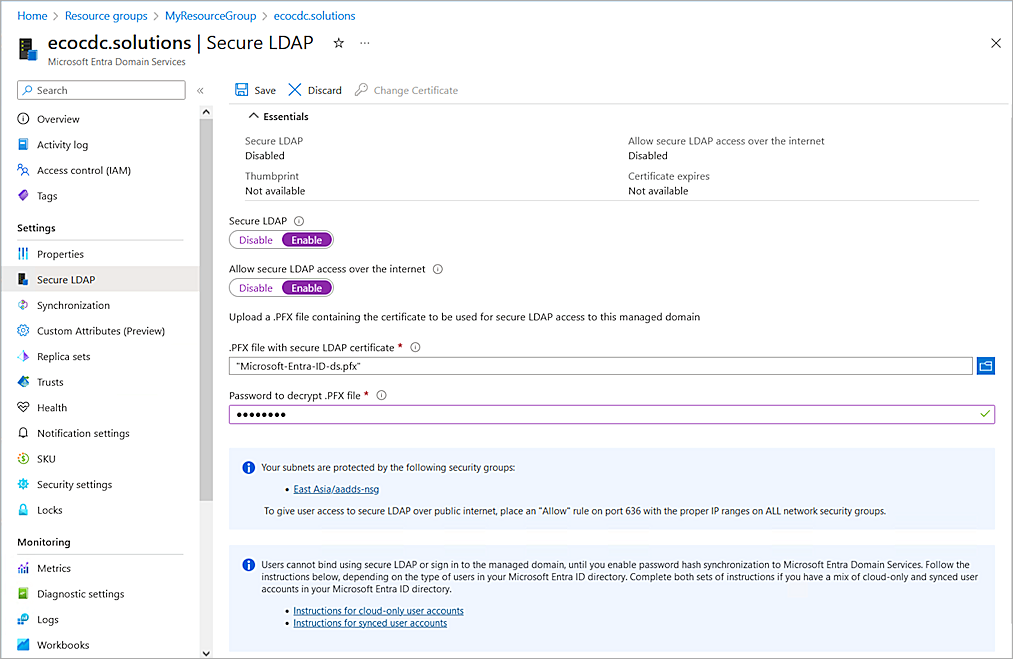 Home > Resource groups > MyResourceGroup > ecocdc.solutions
ecocdc.solutions | Secure LDAP
Microsoft Entra Domain Services
Search
Overview
Activity log
Access control (IAM)
Tags
Settings
Properties
Secure LDAP
Synchronization
Custom Attributes (Preview)
Replica sets
Trusts
Health
Notification settings
SKU
Security settings
Locks
Monitoring
Metrics
Diagnostic settings
Logs
Workbooks
Save Discard Change Certificate
Essentials
Secure LDAP
Disabled
Thumbprint
Not available
Allow secure LDAP access over the internet
Disabled
Certificate expires
Not available
Secure LDAP
Disable Enable
Allow secure LDAP access over the internet
Disable Enable
Upload a .PFX file containing the certificate to be used for secure LDAP access to this managed domain
.PFX file with secure LDAP certificate *
"Microsoft-Entra-ID-ds.pfx"
Password to decrypt .PFX file *
••••••••
Your subnets are protected by the following security groups:
• East Asia/aadds-nsg
To give user access to secure LDAP over public internet, place an "Allow" rule on port 636 with the proper IP ranges on ALL network security groups.
Users cannot bind using secure LDAP or sign in to the managed domain, until you enable password hash synchronization to Microsoft Entra Domain Services. Follow the
instructions below, depending on the type of users in your Microsoft Entra ID directory. Complete both sets of instructions if you have a mix of cloud-only and synced user
accounts in your Microsoft Entra ID directory.
• Instructions for cloud-only user accounts
• Instructions for synced user accounts